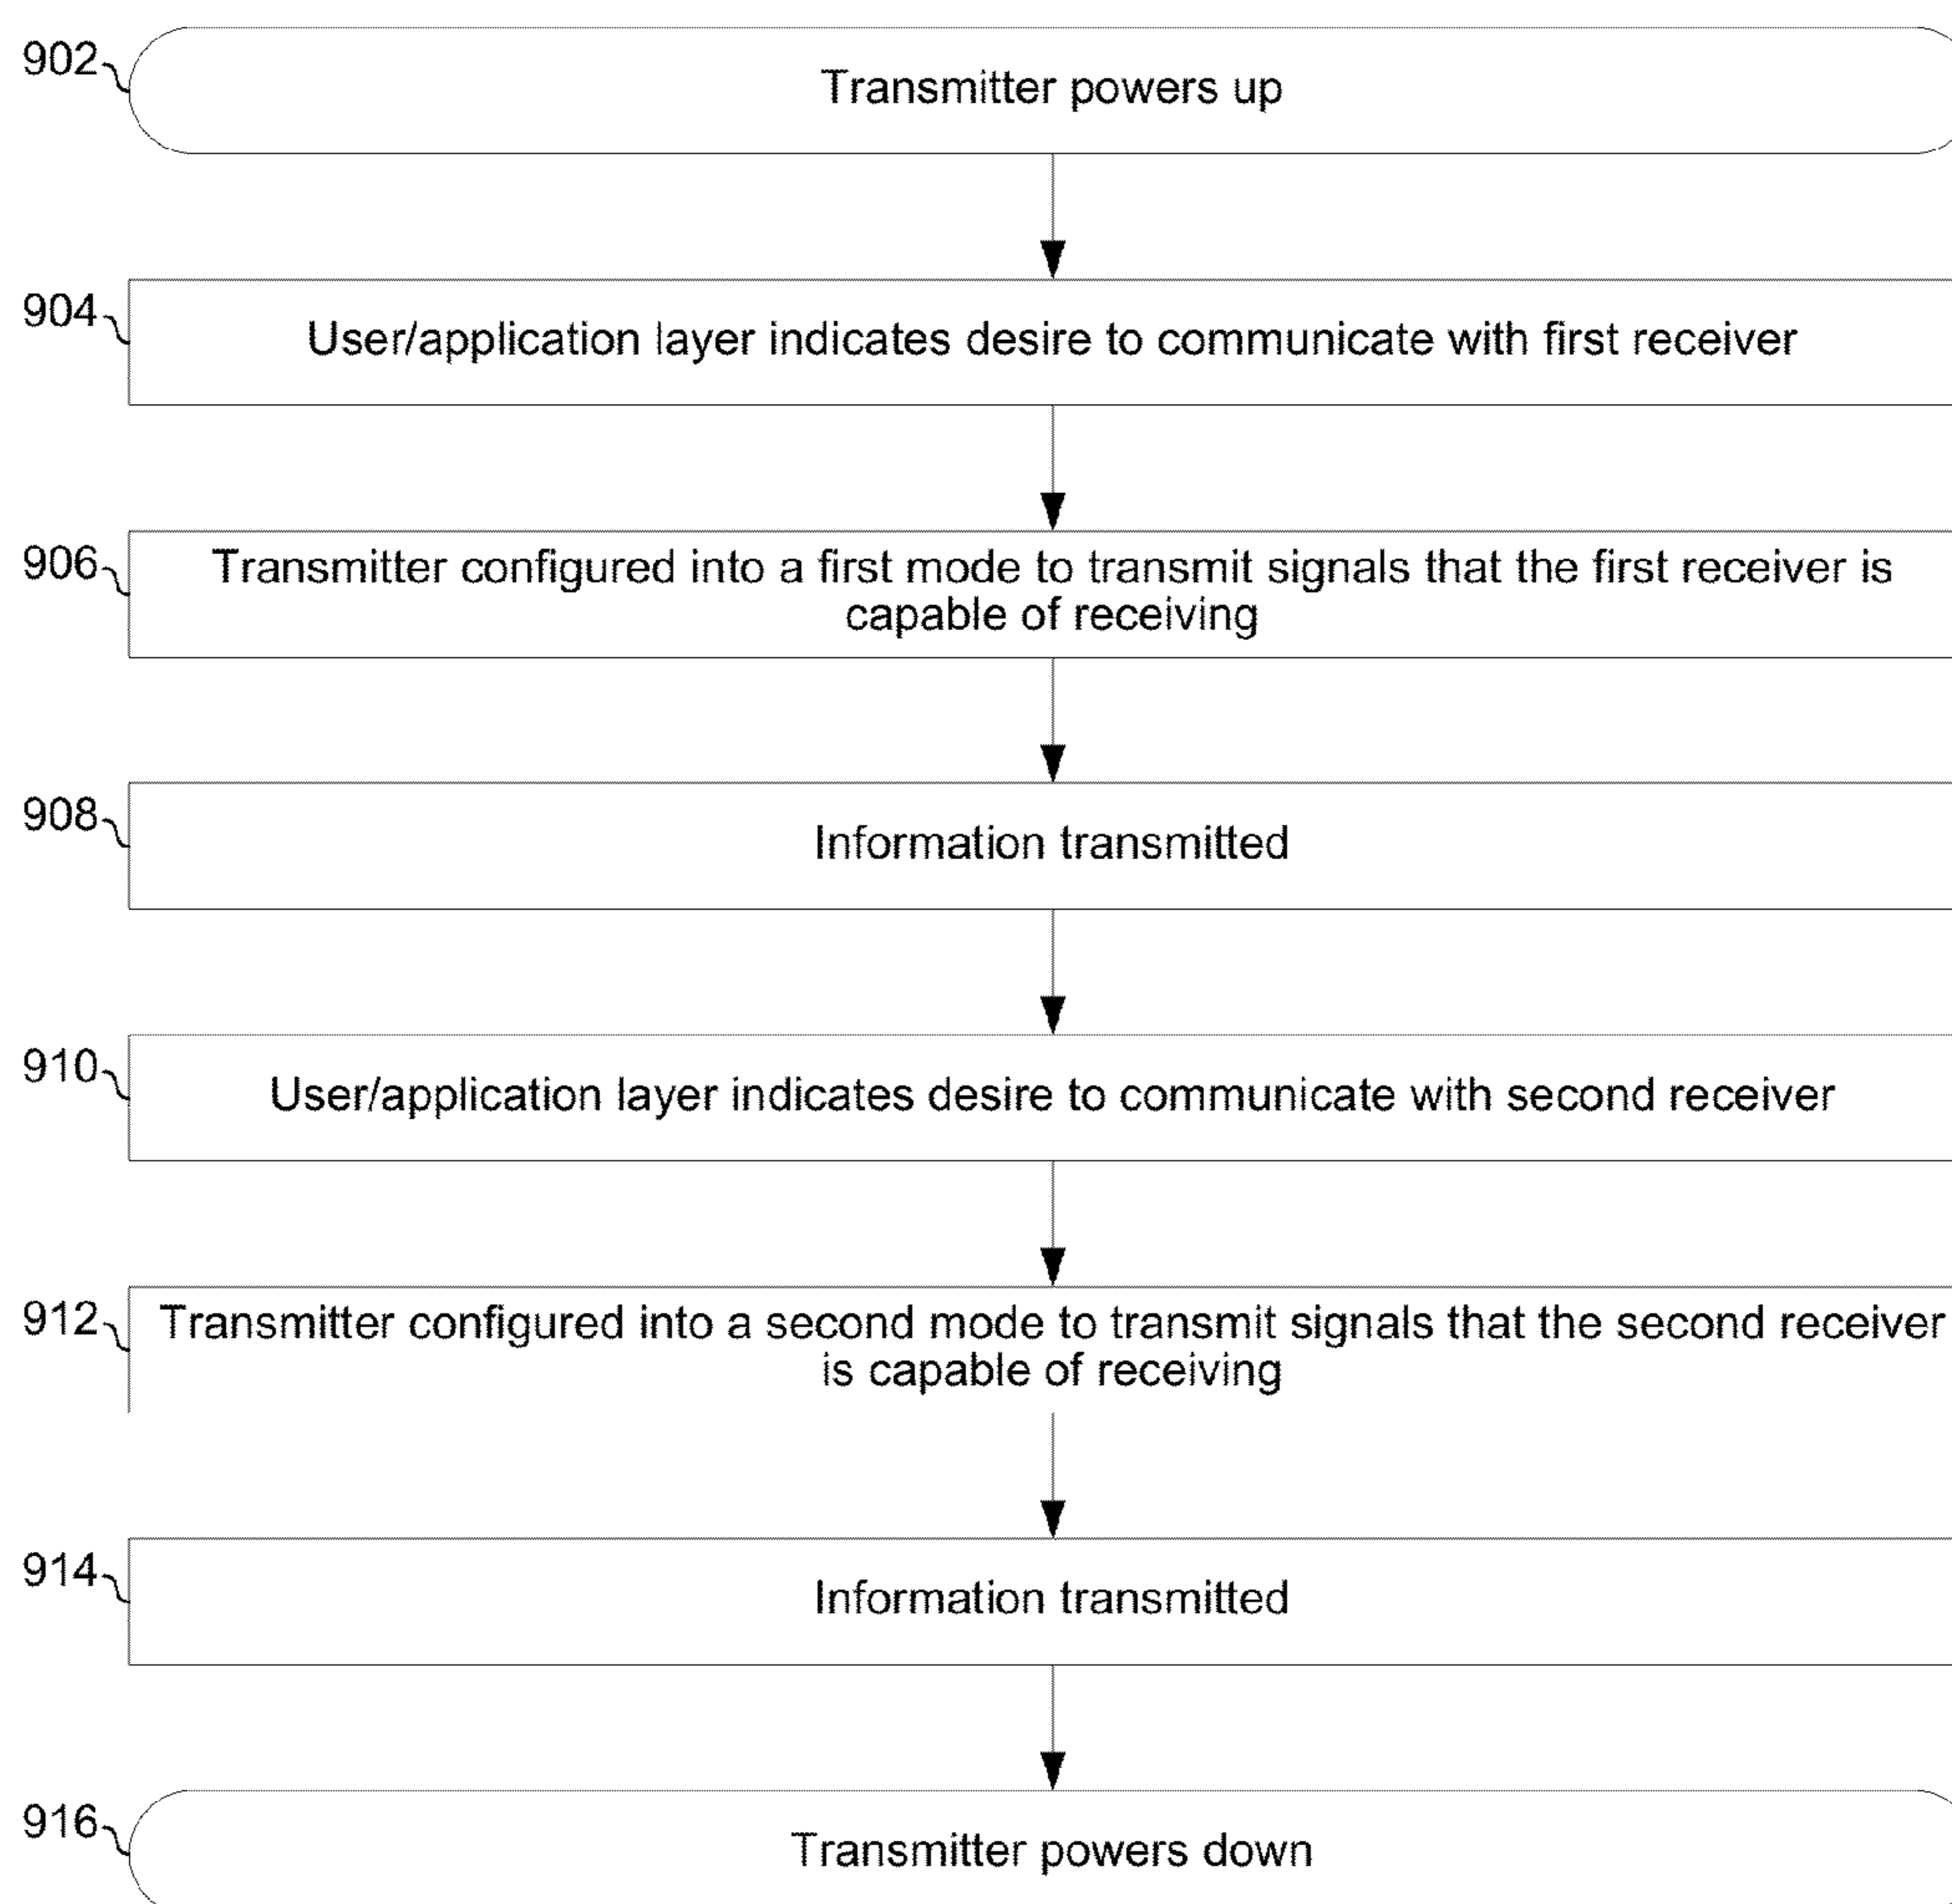 902
Transmitter powers up
904
User/application layer indicates desire to communicate with first receiver
906
Transmitter configured into a first mode to transmit signals that the first receiver is
capable of receiving
908
Information transmitted
910
User/application layer indicates desire to communicate with second receiver
912
Transmitter configured into a second mode to transmit signals that the second receiver
is capable of receiving
914
Information transmitted
916
Transmitter powers down